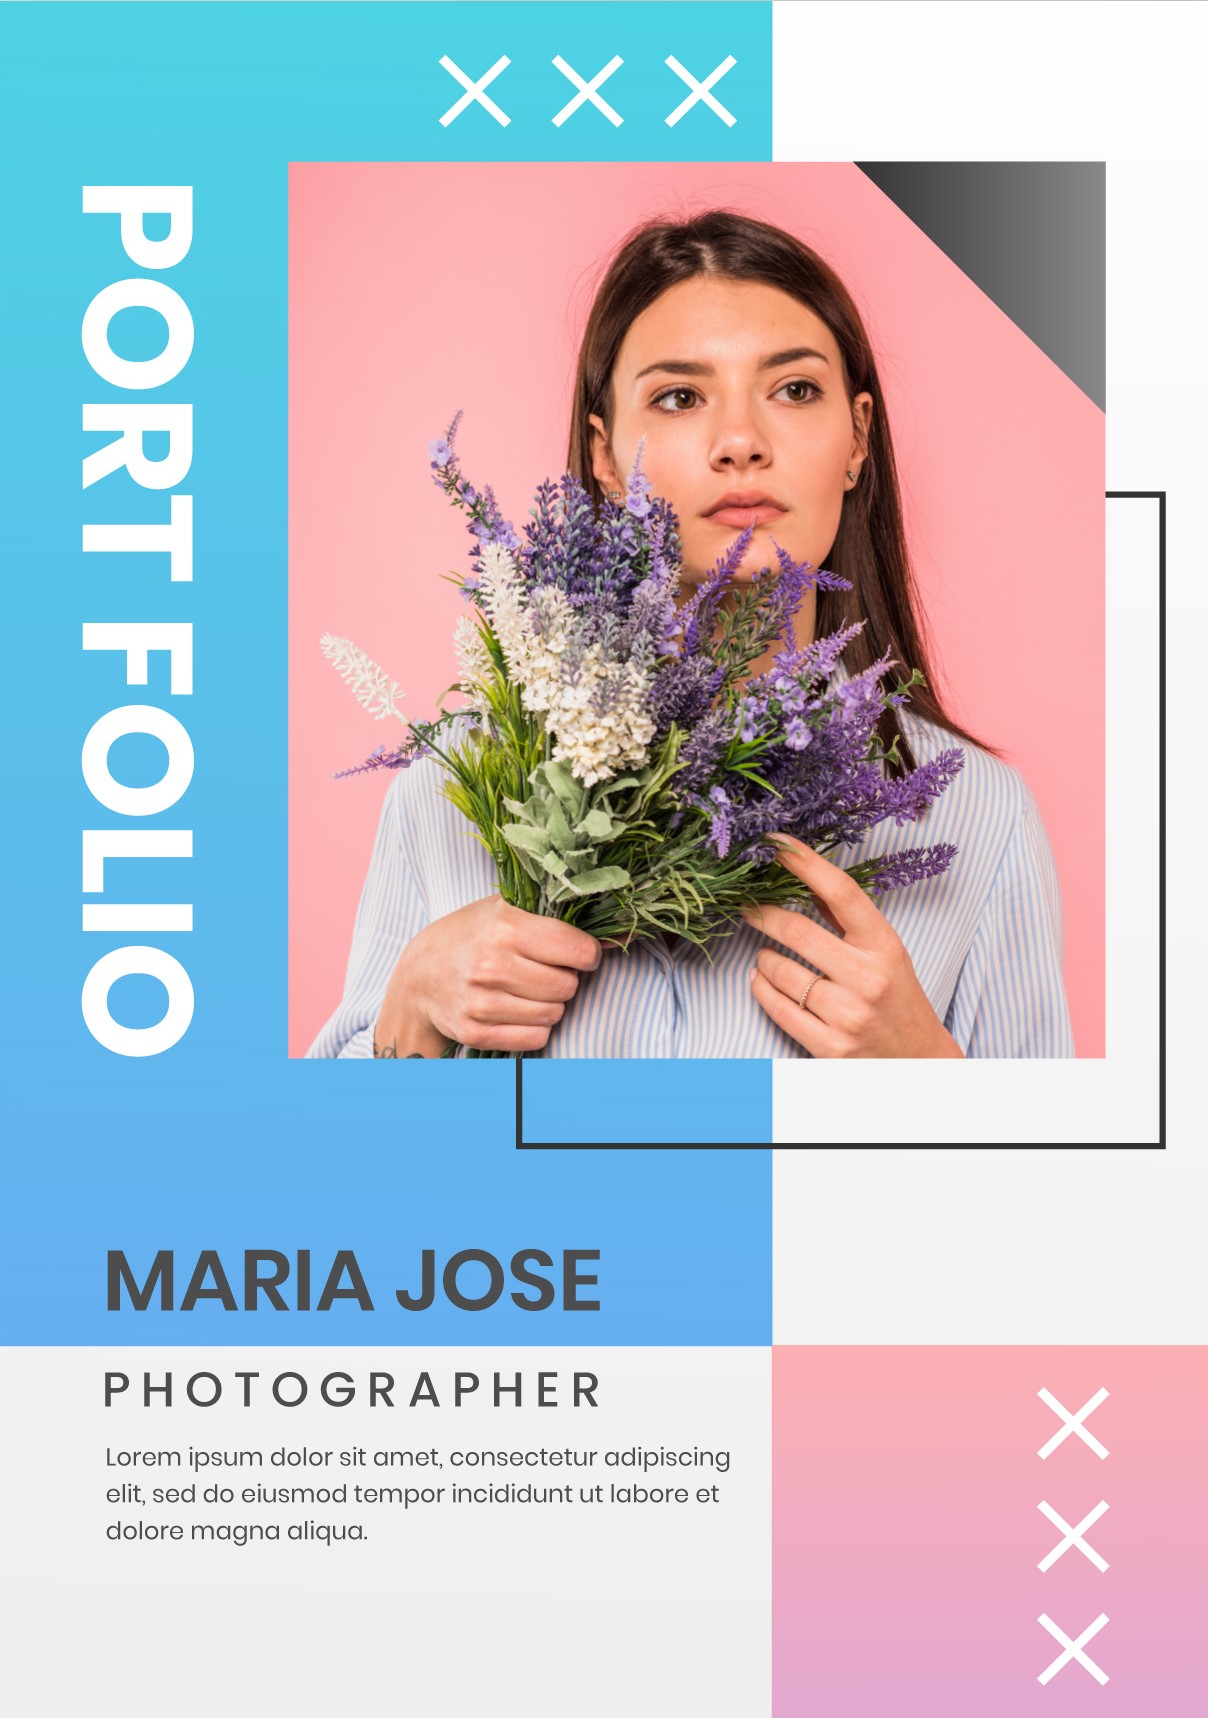 PORT FOLIO
MARIA JOSE
PHOTOGRAPHER
Lorem ipsum dolor sit amet, consectetur adipiscing
elit, sed do eiusmod tempor incididunt ut labore et
dolore magna aliqua.